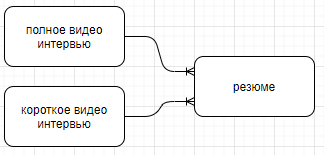 полное видео
интервью
резюме
короткое видео
интервью